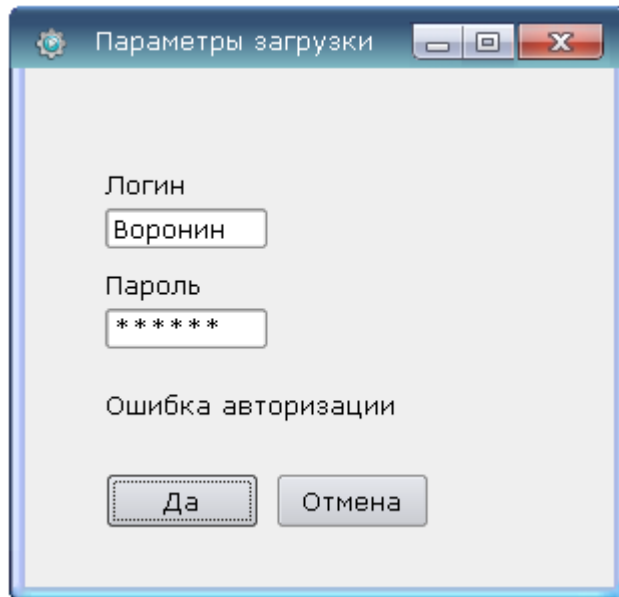 Параметры загрузки
Логин
Воронин
Пароль
******
Ошибка авторизации
Да Отмена